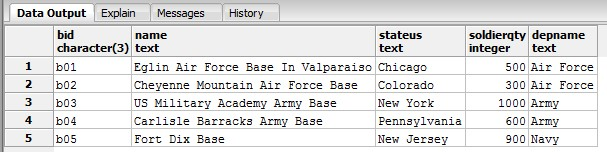 Data Output Explain Messages History
bid name stateus soldierqty depname
character(3) text text integer text
1 b01 Eglin Air Force Base In Valparaiso Chicago 500 Air Force
2 b02 Cheyenne Mountain Air Force Base Colorado 300 Air Force
3 b03 US Military Academy Army Base New York 1000 Army
4 b04 Carlisle Barracks Army Base Pennsylvania 600 Army
5 b05 Fort Dix Base New Jersey 900 Navy